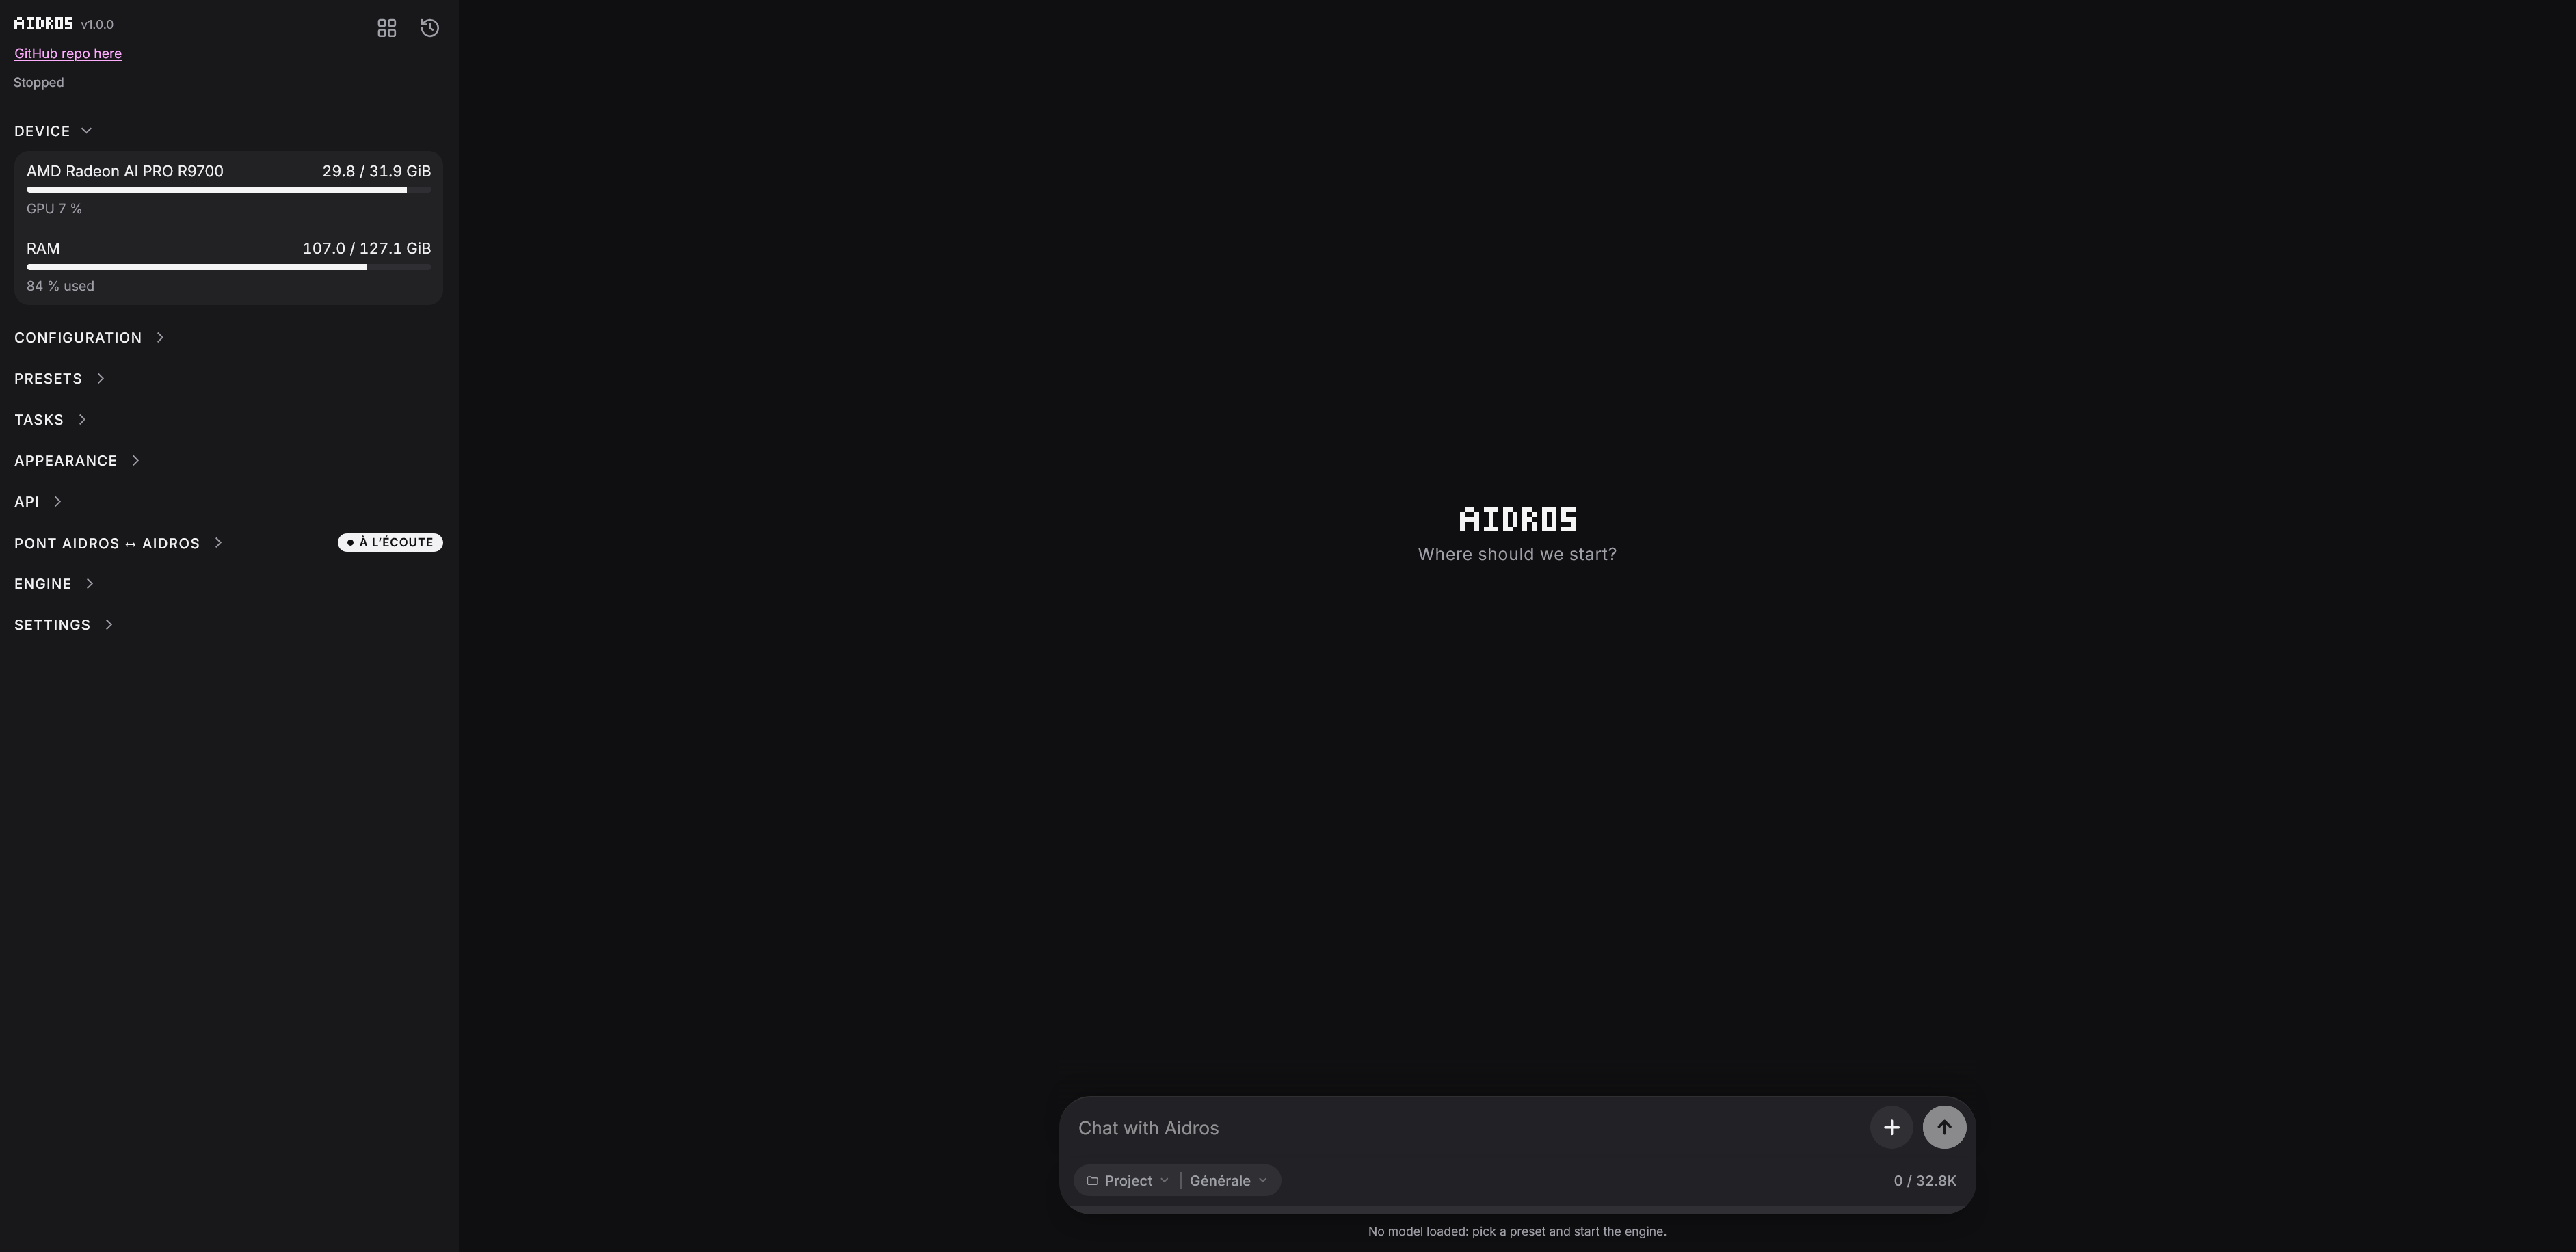 AIDROS v1.0.0
GitHub repo here
Stopped
DEVICE
AMD Radeon AI PRO R9700 29.8 / 31.9 GiB
GPU 7 %
RAM 107.0 / 127.1 GiB
84 % used
CONFIGURATION
PRESETS
TASKS
APPEARANCE
API
PONT AIDROS ↔ AIDROS • À L’ÉCOUTE
ENGINE
SETTINGS
AIDROS
Where should we start?
Chat with Aidros
Project | Générale 0 / 32.8K
No model loaded: pick a preset and start the engine.